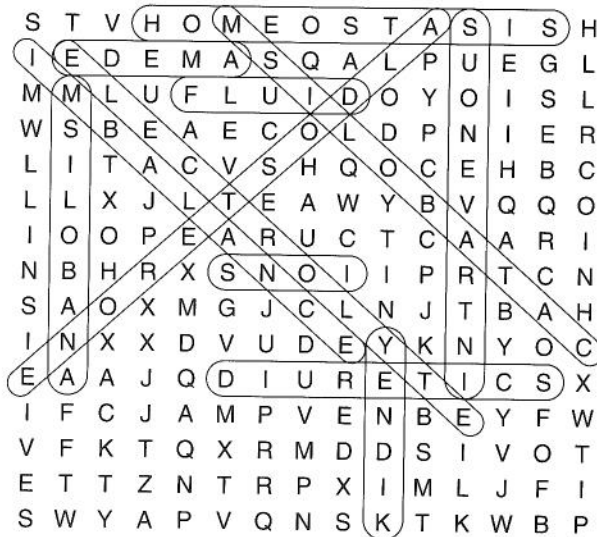 S T V H O M E O S T A S I S H
I E D E M A S Q A L P U E G L
M M L U F L U I D O Y O I S L
W S B E A E C O L D P N I E R
L I T A C V S H Q O C E H B C
L L X J L T E A W Y B V Q Q O
I O O P E A R U C T C A A R I
N B H R X S N O I I P R T C N
S A O X M G J C L N J T B A H
I N X X D V U D E Y K N Y O C
E A A J Q D I U R E T I C S X
I F C J A M P V E N B E Y F W
V F K T Q X R M D D S I V O T
E T T Z N T R P X I M L J F I
S W Y A P V Q N S K T K W B P